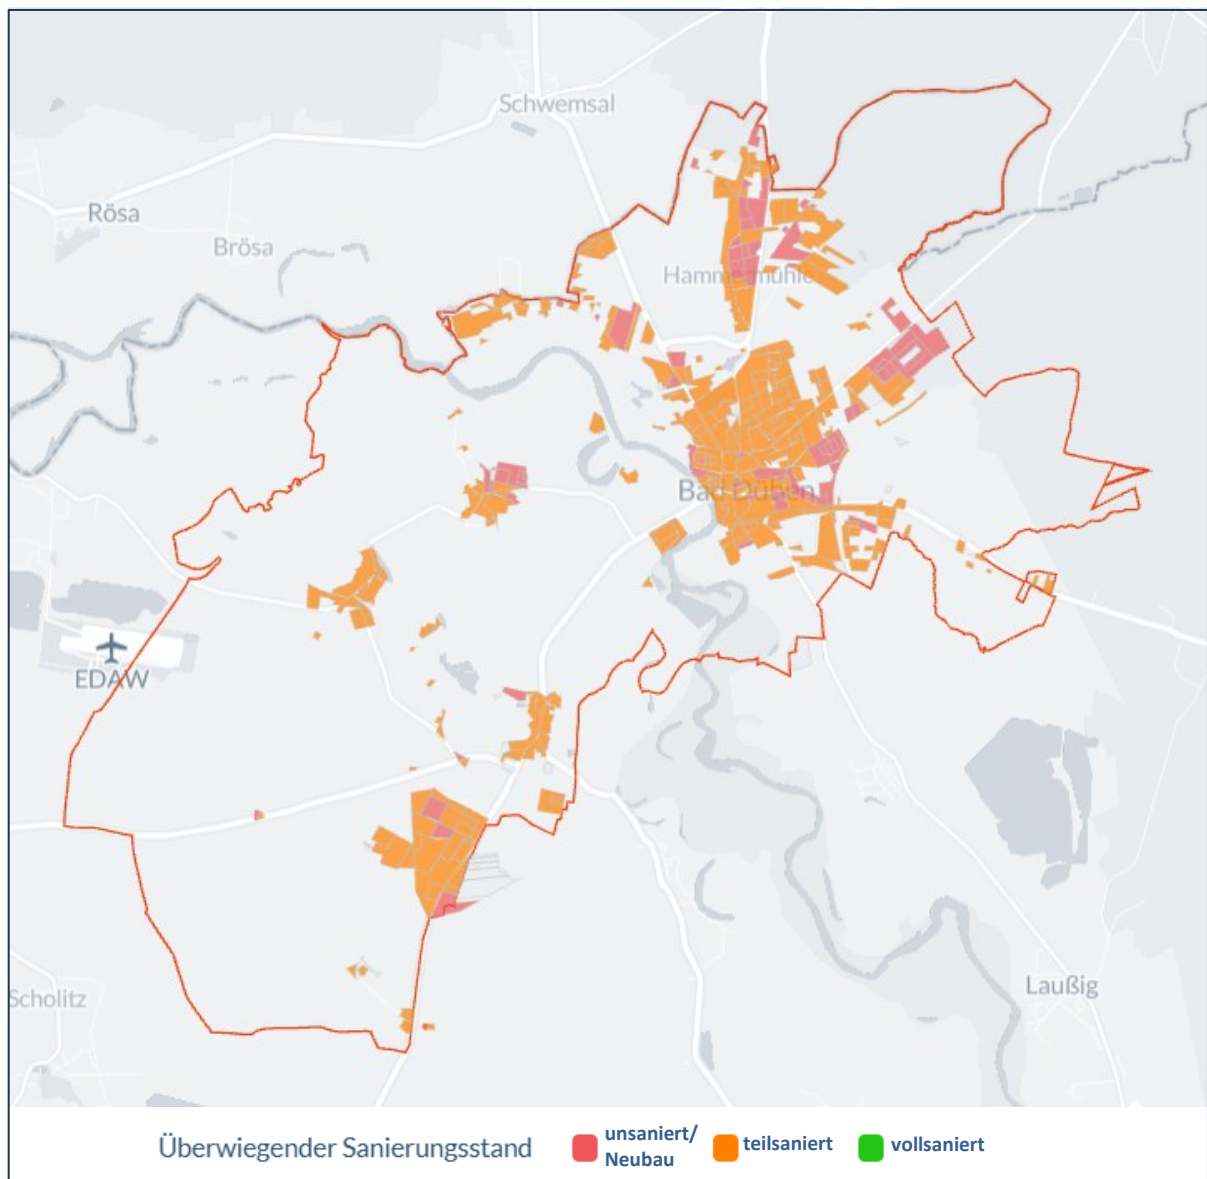 Schwemsal
Rösa
Brösa
Hammermühle
Bad Düben
EDAW
Laußig
Scholitz
Überwiegender Sanierungsstand
unsaniert/
Neubau
teilsaniert
vollsaniert